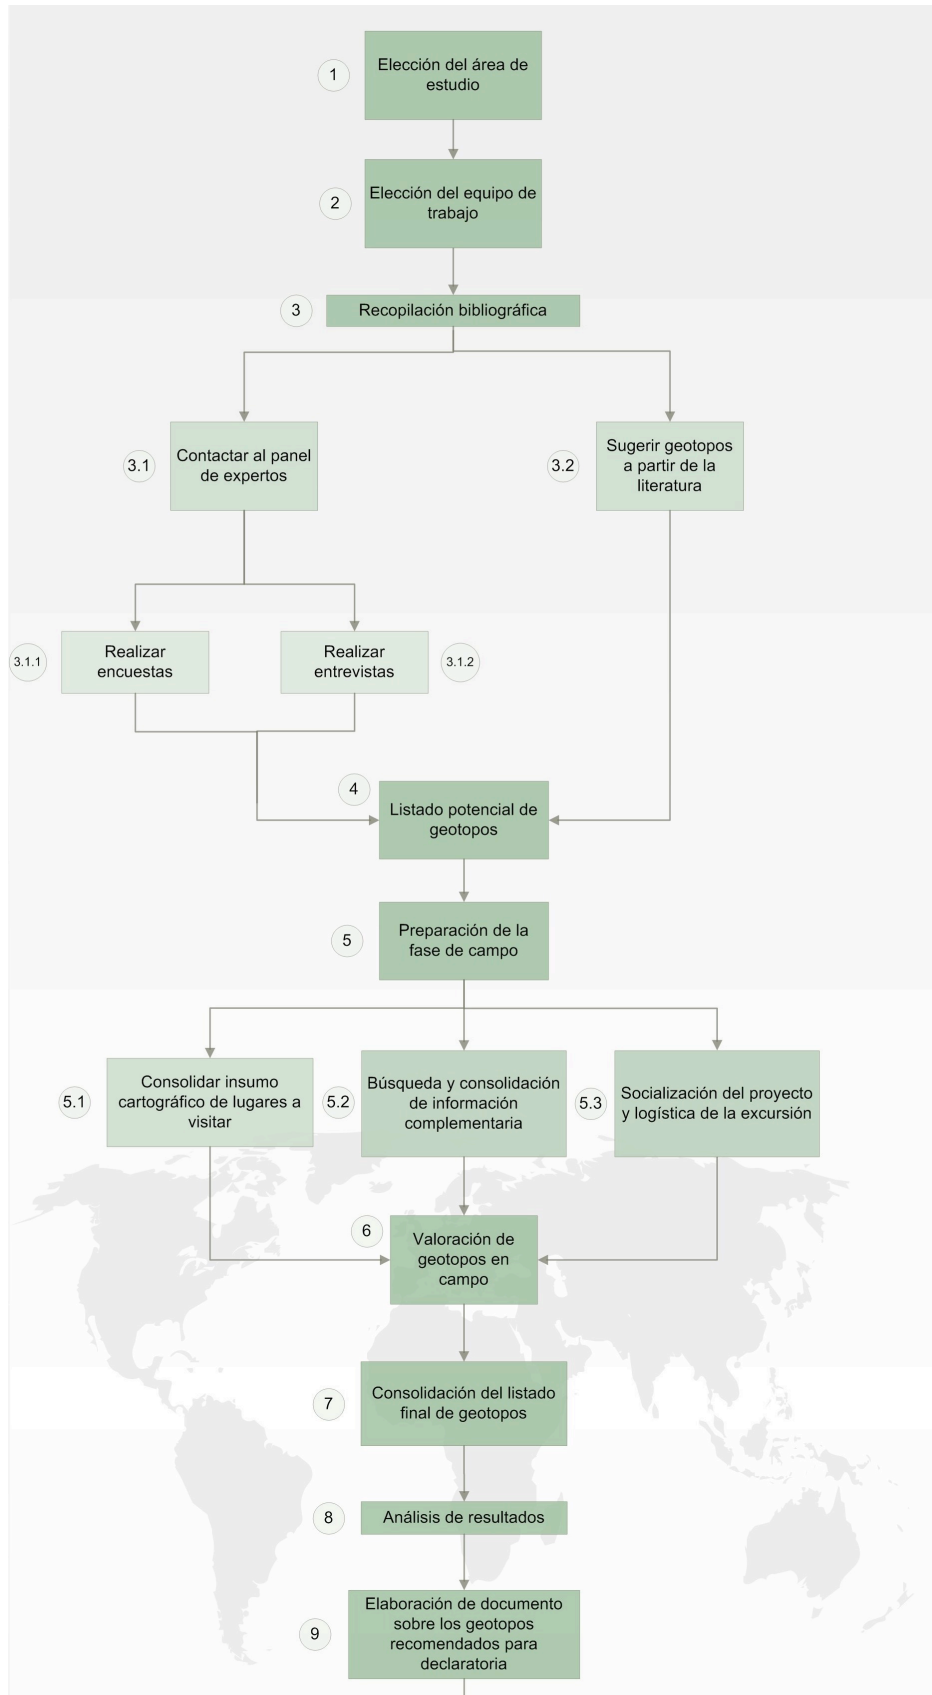 1
Elección del área de
estudio
2
Elección del equipo de
trabajo
3
Recopilación bibliográfica
3.1
Contactar al panel
de expertos
3.2
Sugerir geotopos
a partir de la
literatura
3.1.1
Realizar
encuestas
Realizar
entrevistas
3.1.2
4
Listado potencial de
geotopos
5
Preparación de la
fase de campo
5.1
Consolidar insumo
cartográfico de lugares a
visitar
5.2
Búsqueda y consolidación
de información
complementaria
5.3
Socialización del proyecto
y logística de la excursión
6
Valoración de
geotopos en
campo
7
Consolidación del listado
final de geotopos
8
Análisis de resultados
9
Elaboración de documento
sobre los geotopos
recomendados para
declaratoria